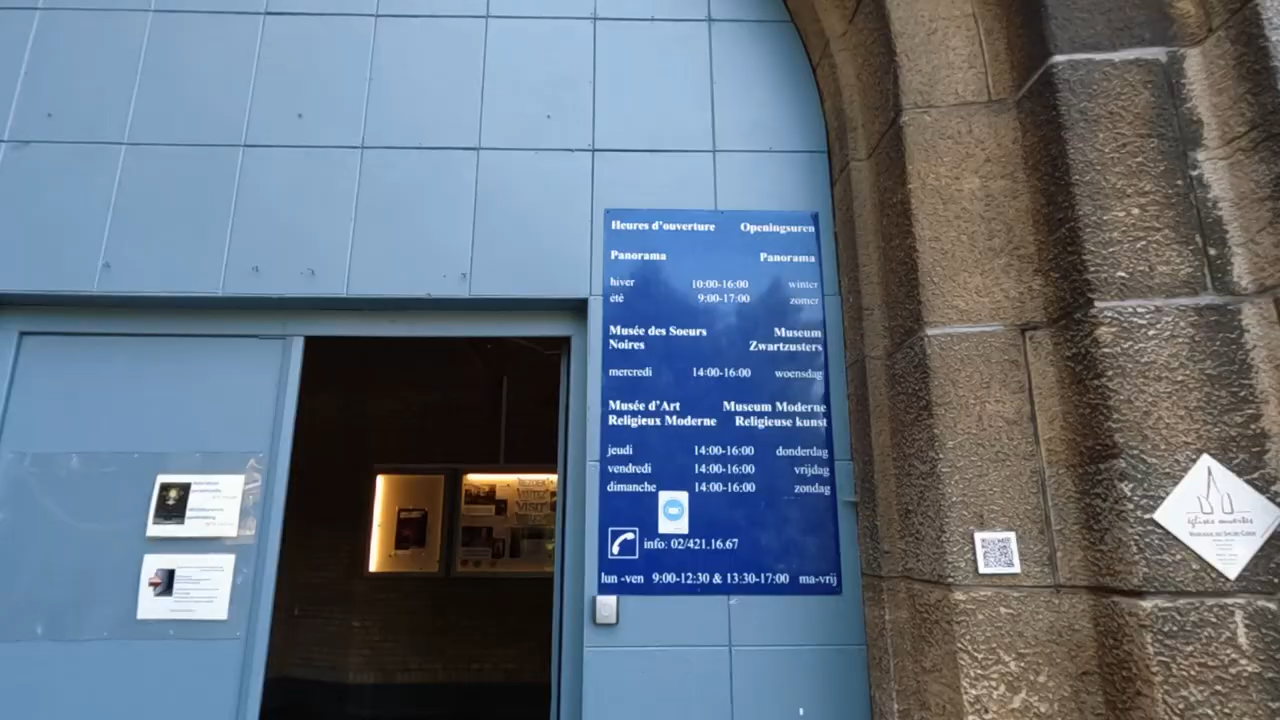 Heures d'ouverture Openingsuren
Panorama Panorama
hiver 10:00-16:00 winter
été 9:00-17:00 zomer
Musée des Soeurs Museum
Noires Zwartzusters
mercredi 14:00-16:00 woensdag
Musée d'Art Museum Moderne
Religieux Moderne Religieuse kunst
jeudi 14:00-16:00 donderdag
vendredi 14:00-16:00 vrijdag
dimanche 14:00-16:00 zondag
info: 02/421.16.67
lun -ven 9:00-12:30 & 13:30-17:00 ma-vrij
églises ouvertes